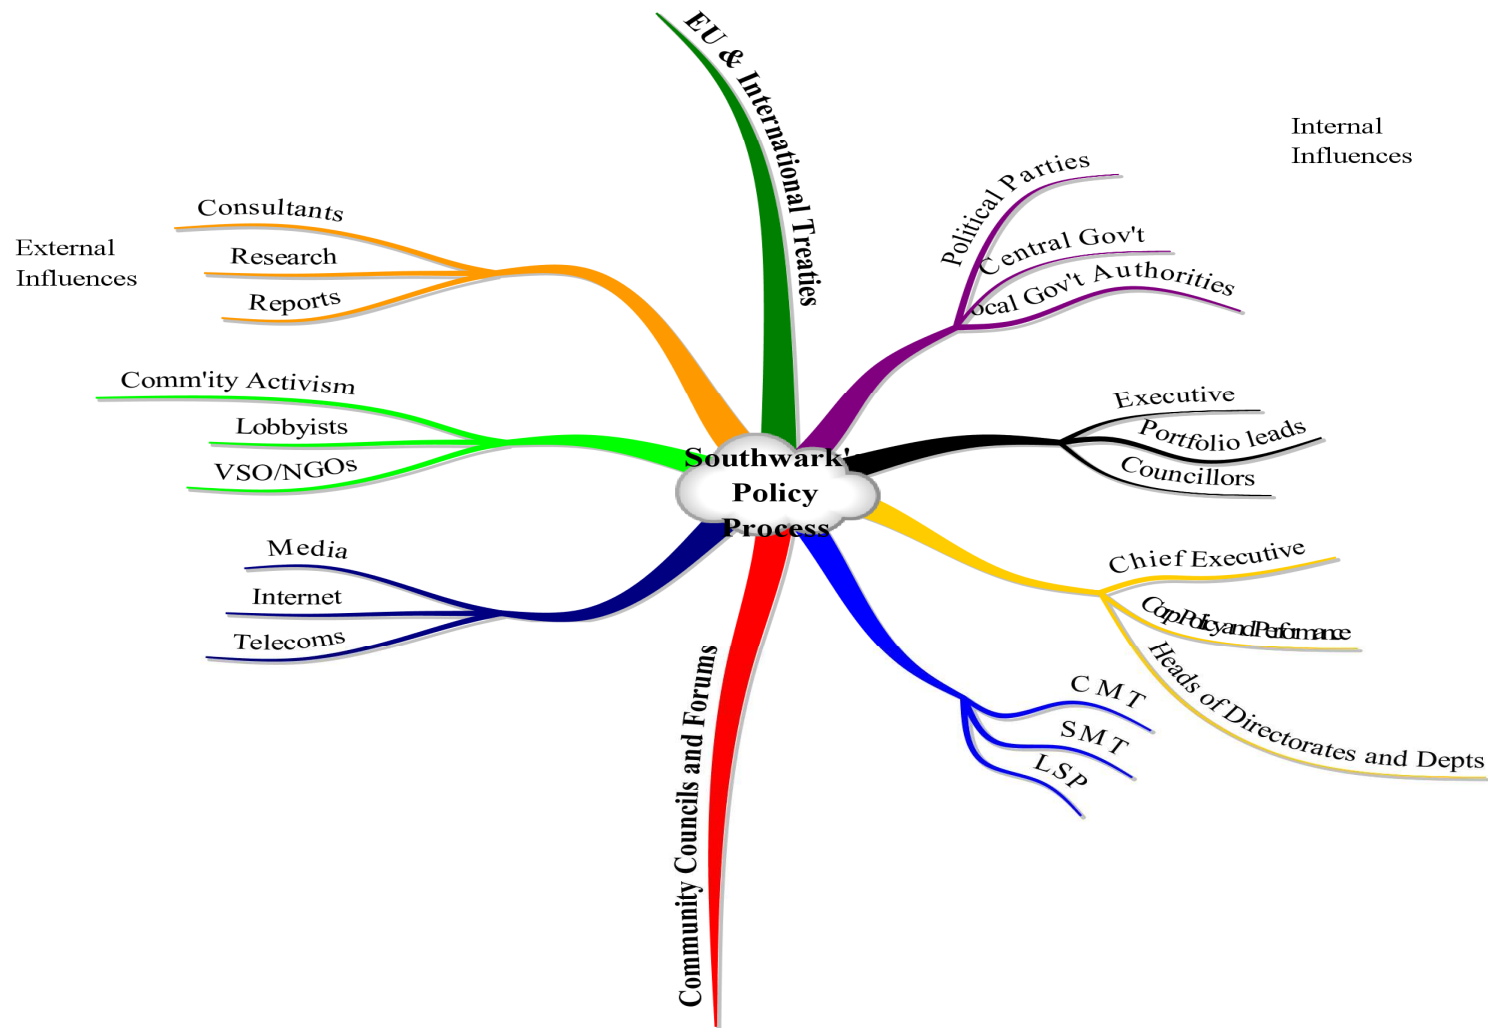 EU & International Treaties
Internal
Influences
External
Influences
Consultants
Research
Reports
Political Parties
Central Gov't
ocal Gov't Authorities
Comm'ity Activism
Lobbyists
VSO/NGOs
Executive
Portfolio leads
Councillors
Southwark's
Policy
Process
Media
Internet
Telecoms
Chief Executive
Corp Policy and Performance
Heads of Directorates and Depts
CMT
SMT
LSP
Community Councils and Forums